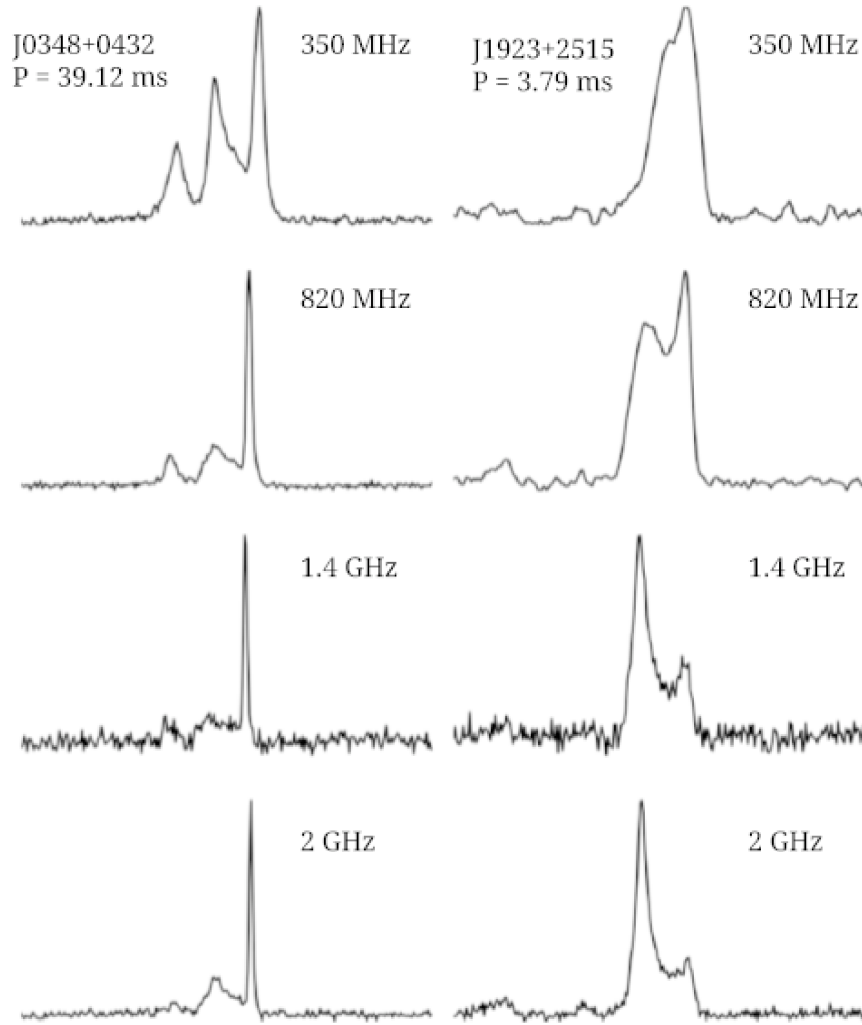 J0348+0432
P = 39.12 ms
350 MHz
J1923+2515
P = 3.79 ms
350 MHz
820 MHz
820 MHz
1.4 GHz
1.4 GHz
2 GHz
2 GHz